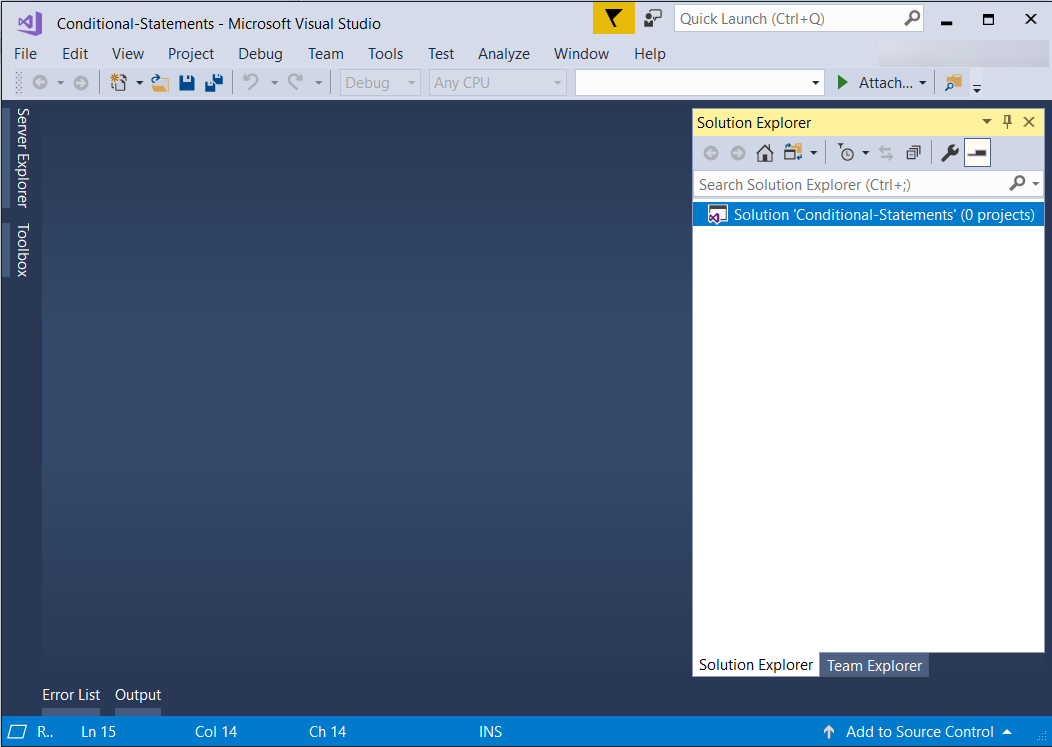 Conditional-Statements - Microsoft Visual Studio
Quick Launch (Ctrl+Q)
File Edit View Project Debug Team Tools Test Analyze Window Help
Debug Any CPU Attach...
Server Explorer
Toolbox
Solution Explorer
Search Solution Explorer (Ctrl+;)
Solution 'Conditional-Statements' (0 projects)
Solution Explorer Team Explorer
Error List Output
R.. Ln 15 Col 14 Ch 14 INS Add to Source Control